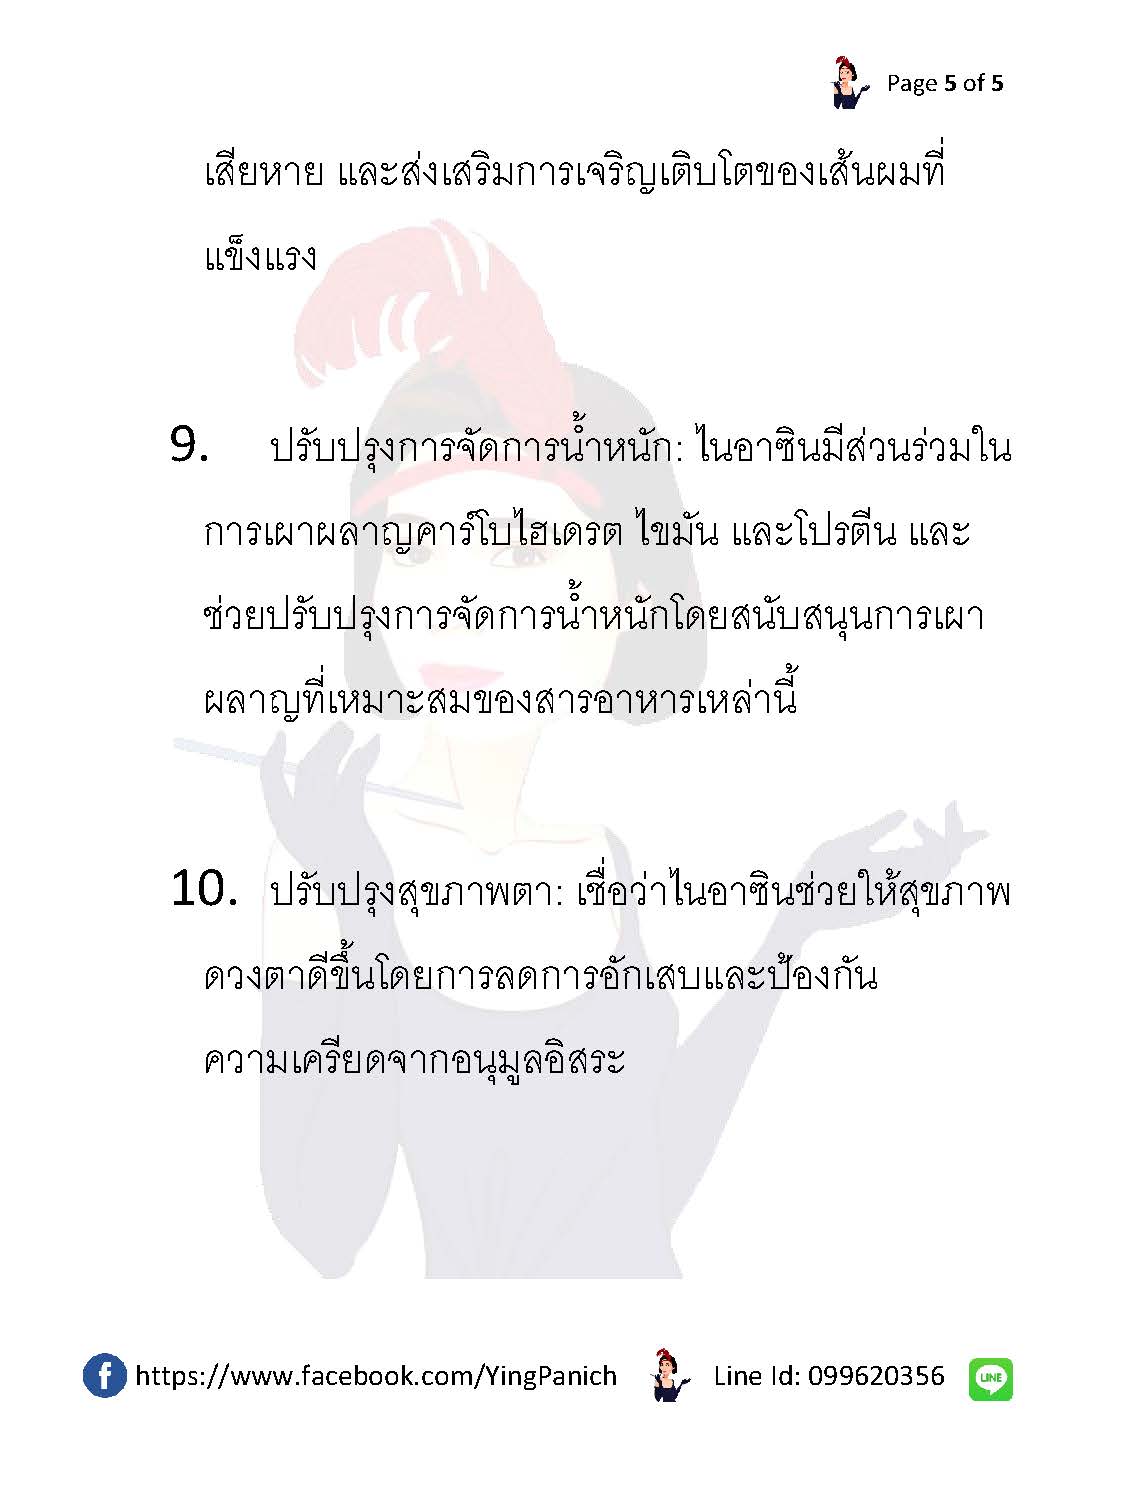 Page 5 of 5
เสียหาย และส่งเสริมการเจริญเติบโตของเส้นผมที่
แข็งแรง
9. ปรับปรุงการจัดการน้ำหนัก: ไนอาซินมีส่วนร่วมใน
การเผาผลาญคาร์โบไฮเดรต ไขมัน และโปรตีน และ
ช่วยปรับปรุงการจัดการน้ำหนักโดยสนับสนุนการเผา
ผลาญที่เหมาะสมของสารอาหารเหล่านี้
10. ปรับปรุงสุขภาพตา: เชื่อว่าไนอาซินช่วยให้สุขภาพ
ดวงตาดีขึ้นโดยการลดการอักเสบและป้องกัน
ความเครียดจากอนุมูลอิสระ
https://www.facebook.com/YingPanich Line Id: 099620356 LINE